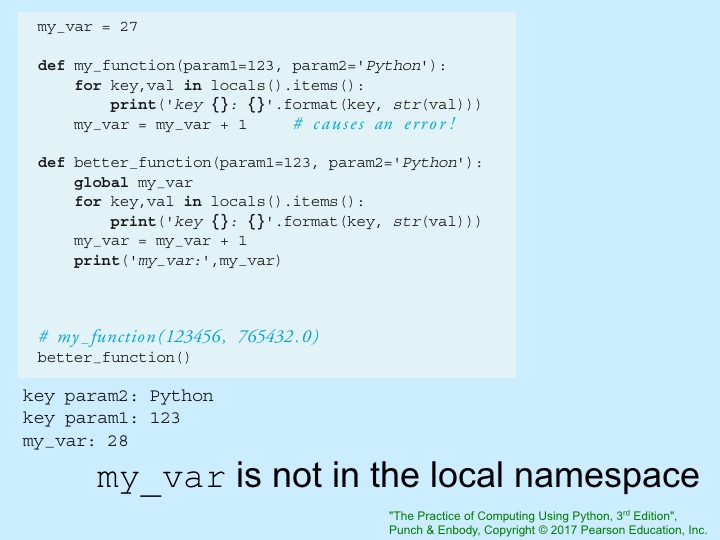 my_var = 27
def my_function(param1=123, param2='Python'):
    for key,val in locals().items():
        print('key {}: {}'.format(key, str(val)))
    my_var = my_var + 1     # causes an error!
def better_function(param1=123, param2='Python'):
    global my_var
    for key,val in locals().items():
        print('key {}: {}'.format(key, str(val)))
    my_var = my_var + 1
    print('my_var:',my_var)
# my_function(123456, 765432.0)
better_function()
key param2: Python
key param1: 123
my_var: 28
my_var is not in the local namespace
"The Practice of Computing Using Python, 3rd Edition",
Punch & Enbody, Copyright © 2017 Pearson Education, Inc.